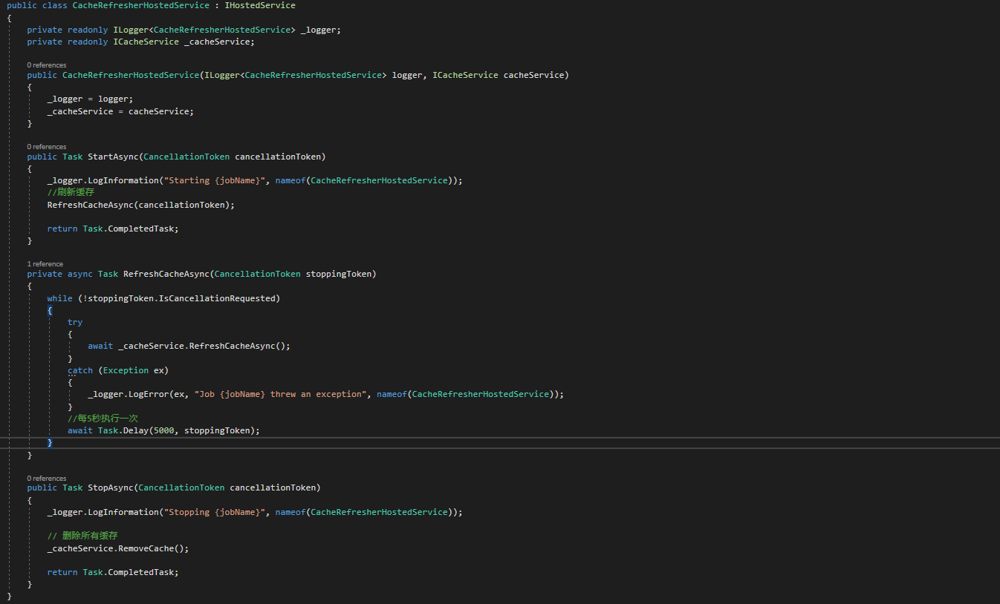 public class CacheRefresherHostedService : IHostedService
{
private readonly ILogger<CacheRefresherHostedService> _logger;
private readonly ICacheService _cacheService;
0 references
public CacheRefresherHostedService(ILogger<CacheRefresherHostedService> logger, ICacheService cacheService)
{
_logger = logger;
_cacheService = cacheService;
}
0 references
public Task StartAsync(CancellationToken cancellationToken)
{
_logger.LogInformation("Starting {jobName}", nameof(CacheRefresherHostedService));
//刷新缓存
RefreshCacheAsync(cancellationToken);
return Task.CompletedTask;
}
1 reference
private async Task RefreshCacheAsync(CancellationToken stoppingToken)
{
while (!stoppingToken.IsCancellationRequested)
{
try
{
await _cacheService.RefreshCacheAsync();
}
catch (Exception ex)
{
_logger.LogError(ex, "Job {jobName} threw an exception", nameof(CacheRefresherHostedService));
}
//每5秒执行一次
await Task.Delay(5000, stoppingToken);
}
}
0 references
public Task StopAsync(CancellationToken cancellationToken)
{
_logger.LogInformation("Stopping {jobName}", nameof(CacheRefresherHostedService));
// 删除所有缓存
_cacheService.RemoveCache();
return Task.CompletedTask;
}
}